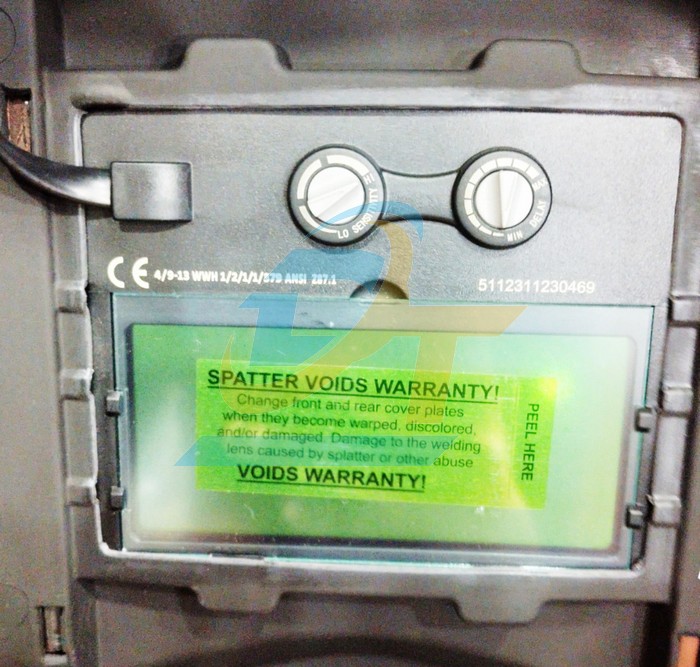 LO SENSITIVITY HI
MIN DELAY
CE 4/9-13 WWH 1/2/1/1/379 ANSI Z87.1
5112311230469
SPATTER VOIDS WARRANTY!
Change front and rear cover plates
when they become warped, discolored,
and/or damaged. Damage to the welding
lens caused by splatter or other abuse
VOIDS WARRANTY!
PEEL HERE